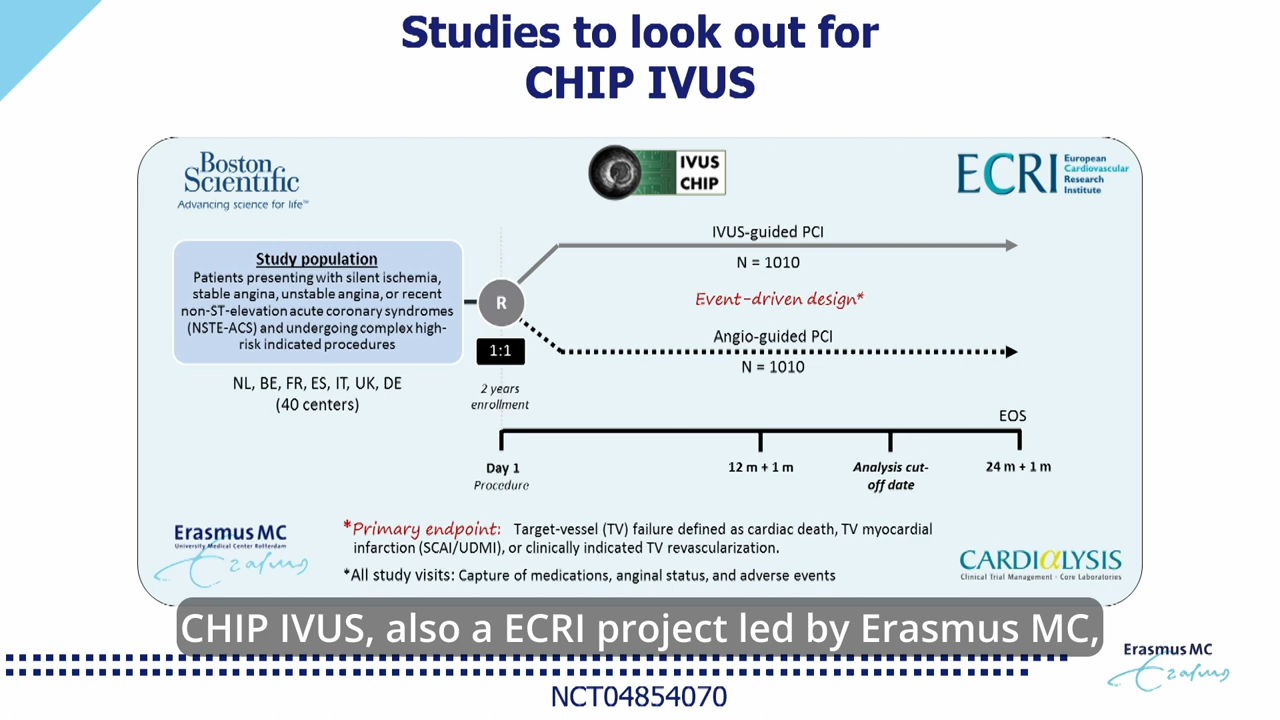 Studies to look out for
CHIP IVUS
Boston
Scientific
Advancing science for life™
IVUS
CHIP
ECRI
European
Cardiovascular
Research
Institute
IVUS-guided PCI
N = 1010
Study population
Patients presenting with silent ischemia,
stable angina, unstable angina, or recent
non-ST-elevation acute coronary syndromes
(NSTE-ACS) and undergoing complex high-
risk indicated procedures
R
Event-driven design*
1:1
Angio-guided PCI
N = 1010
NL, BE, FR, ES, IT, UK, DE
(40 centers)
2 years
enrollment
EOS
Day 1
Procedure
12 m + 1 m
Analysis cut-
off date
24 m + 1 m
*Primary endpoint: Target-vessel (TV) failure defined as cardiac death, TV myocardial
infarction (SCAI/UDMI), or clinically indicated TV revascularization.
*All study visits: Capture of medications, anginal status, and adverse events
Erasmus MC
University Medical Center Rotterdam
Erasmus
CARDIALYSIS
Clinical Trial Management - Core Laboratories
CHIP IVUS, also a ECRI project led by Erasmus MC,
Erasmus MC
Erasmus
NCT04854070